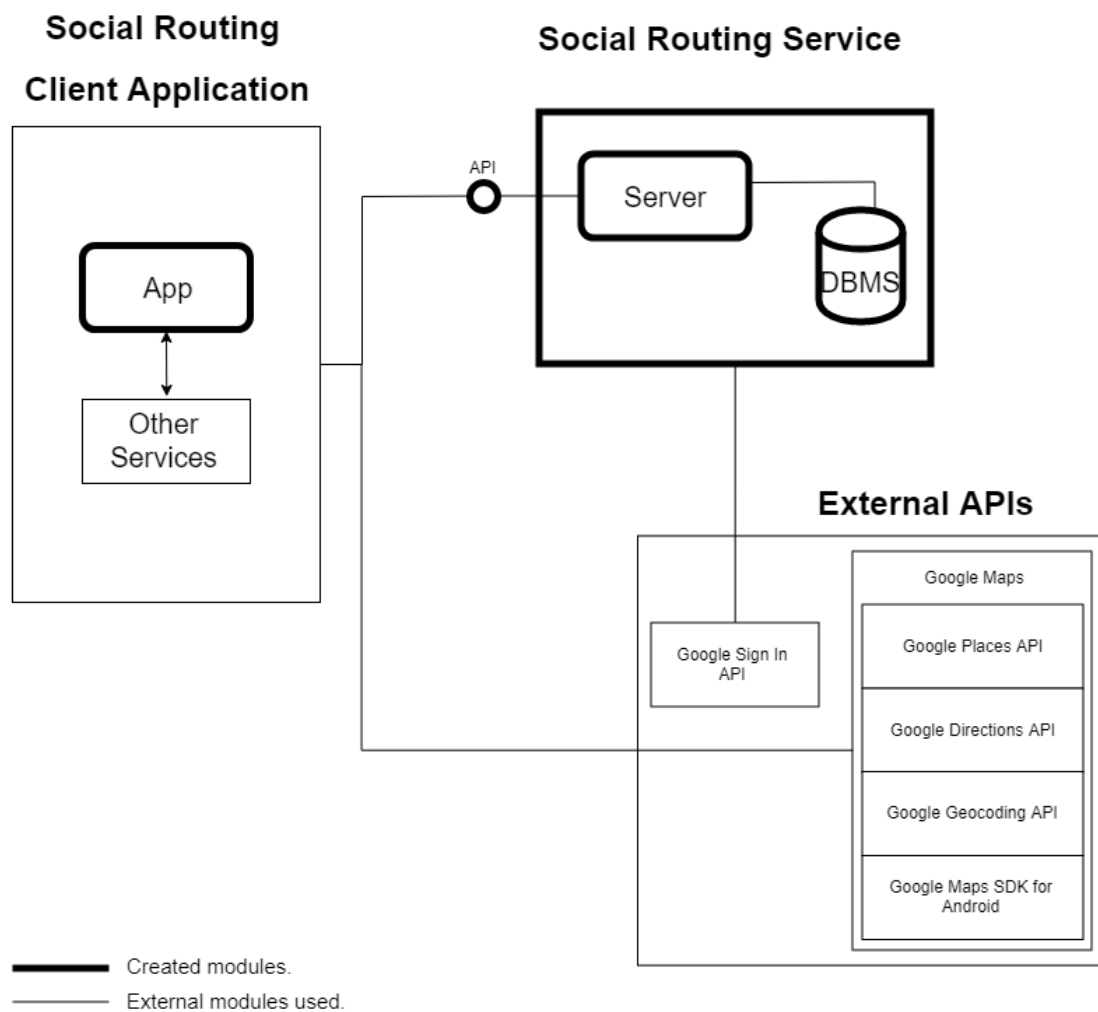 Social Routing
Client Application
Social Routing Service
API
Server
DBMS
App
Other
Services
External APIs
Google Maps
Google Sign In
API
Google Places API
Google Directions API
Google Geocoding API
Google Maps SDK for
Android
Created modules.
External modules used.